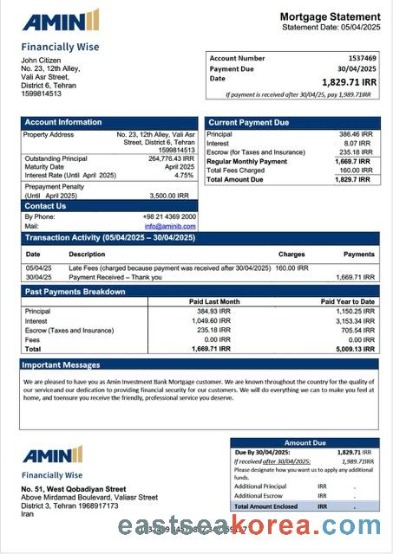 AMIN
Mortgage Statement
Statement Date: 05/04/2025
Financially Wise
John Citizen
No. 23, 12th Alley,
Vali Asr Street,
District 6, Tehran
1599814513
Account Number 1537469
Payment Due 30/04/2025
Date 1,829.71 IRR
If payment is received after 30/04/25, pay 1,989.71IRR
Account Information
Property Address No. 23, 12th Alley, Vali Asr
Street, District 6, Tehran
1599814513
Outstanding Principal 264,776.43 IRR
Maturity Date April 2025
Interest Rate (Until April 2025) 4.75%
Prepayment Penalty
(Until April 2025) 3,500.00 IRR
Current Payment Due
Principal 386.46 IRR
Interest 8.07 IRR
Escrow (for Taxes and Insurance) 235.18 IRR
Regular Monthly Payment 1,669.7 IRR
Total Fees Charged 160.00 IRR
Total Amount Due 1,829.7 IRR
Contact Us
By Phone: +98 21 4369 2000
Mail: info@aminib.com
Transaction Activity (05/04/2025 – 30/04/2025)
Date Description Charges Payments
05/04/25 Late Fees (charged because payment was received after 30/04/2025) 160.00 IRR
30/04/25 Payment Received – Thank you 1,669.71 IRR
Past Payments Breakdown
Paid Last Month Paid Year to Date
Principal 384.93 IRR 1,150.25 IRR
Interest 1,049.60 IRR 3,153.34 IRR
Escrow (Taxes and Insurance) 235.18 IRR 705.54 IRR
Fees 0.00 IRR 0.00 IRR
Total 1,669.71 IRR 5,009.13 IRR
Important Messages
We are pleased to have you as Amin Investment Bank Mortgage customer. We are known throughout the country for the quality of
our service and our dedication to providing financial security for our customers. We will do everything we can to make you feel at
home, and toensure you receive the friendly, professional service you deserve.
AMIN
Financially Wise
No. 51, West Qobadiyan Street
Above Mirdamad Boulevard, Valiasr Street
District 3, Tehran 1968917173
Iran
Amount Due
Due By 30/04/2025: 1,829.71 IRR
If received after 30/04/2025: 1,989.71IRR
Please designate how you want us to apply any additional
funds.
Additional Principal IRR .
Additional Escrow IRR .
Total Amount Enclosed IRR .
eastseakorea.com